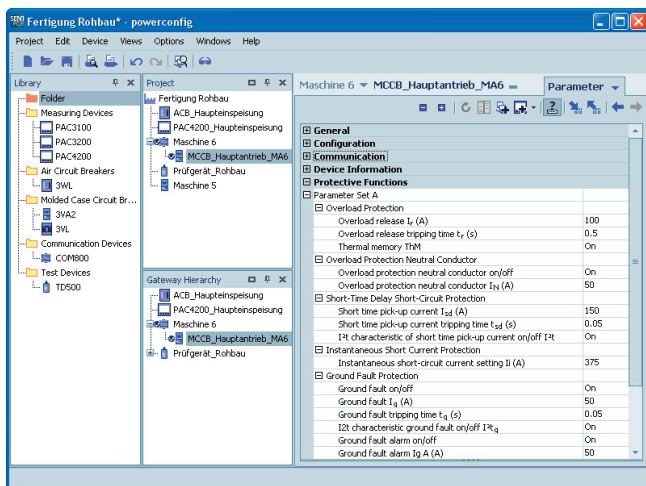 Fertigung Rohbau* - powerconfig
Project Edit Device Views Options Windows Help
Library
Folder
Measuring Devices
PAC3100
PAC3200
PAC4200
Air Circuit Breakers
3WL
Molded Case Circuit Br...
3VA2
3VL
Communication Devices
COM800
Test Devices
TD500
Project
Fertigung Rohbau
ACB_Haupteinspeisung
PAC4200_Haupteinspeisung
Maschine 6
MCCB_Hauptantrieb_MA6
Prüfgerät_Rohbau
Maschine 5
Gateway Hierarchy
ACB_Haupteinspeisung
PAC4200_Haupteinspeisung
Maschine 6
MCCB_Hauptantrieb_MA6
Prüfgerät_Rohbau
Maschine 6 MCCB_Hauptantrieb_MA6 Parameter
General
Configuration
Communication
Device Information
Protective Functions
Parameter Set A
Overload Protection
Overload release Ir (A) 100
Overload release tripping time tr (s) 0.5
Thermal memory ThM On
Overload Protection Neutral Conductor
Overload protection neutral conductor on/off On
Overload protection neutral conductor IN (A) 50
Short-Time Delay Short-Circuit Protection
Short time pick-up current Isd (A) 150
Short time pick-up current tripping time tsd (s) 0.05
I²t characteristic of short time pick-up current on/off I²t On
Instantaneous Short Current Protection
Instantaneous short-circuit current setting Ii (A) 375
Ground Fault Protection
Ground fault on/off On
Ground fault Ig (A) 50
Ground fault tripping time tg (s) 0.05
I2t characteristic ground fault on/off I²tg On
Ground fault alarm on/off On
Ground fault alarm Ig A (A) 50